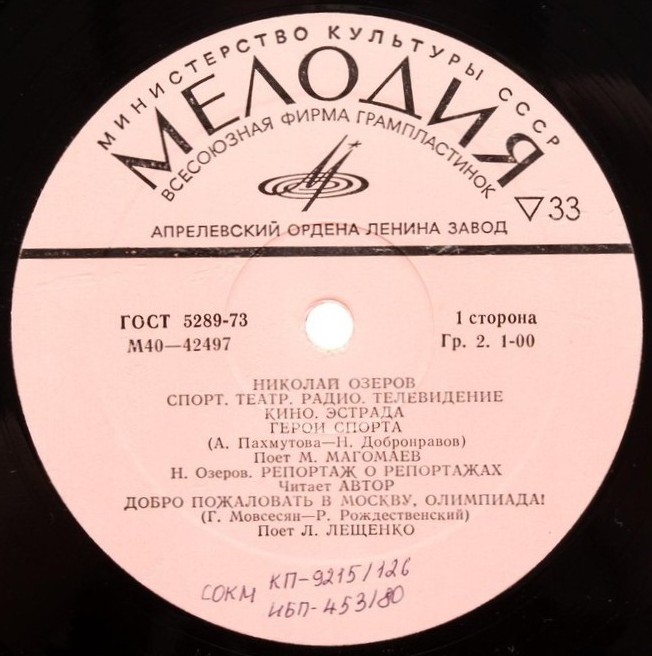 МИНИСТЕРСТВО КУЛЬТУРЫ СССР
МЕЛОДИЯ
ВСЕСОЮЗНАЯ ФИРМА ГРАМПЛАСТИНОК
▽33
АПРЕЛЕВСКИЙ ОРДЕНА ЛЕНИНА ЗАВОД
ГОСТ 5289-73
1 сторона
М40—42497
Гр. 2. 1-00
НИКОЛАЙ ОЗЕРОВ
СПОРТ. ТЕАТР. РАДИО. ТЕЛЕВИДЕНИЕ
КИНО. ЭСТРАДА
ГЕРОИ СПОРТА
(А. Пахмутова—Н. Добронравов)
Поет М. МАГОМАЕВ
Н. Озеров. РЕПОРТАЖ О РЕПОРТАЖАХ
Читает АВТОР
ДОБРО ПОЖАЛОВАТЬ В МОСКВУ, ОЛИМПИАДА!
(Г. Мовсесян—Р. Рождественский)
Поет Л. ЛЕЩЕНКО
СОКМ КП-9215/126
ИБП-453/80